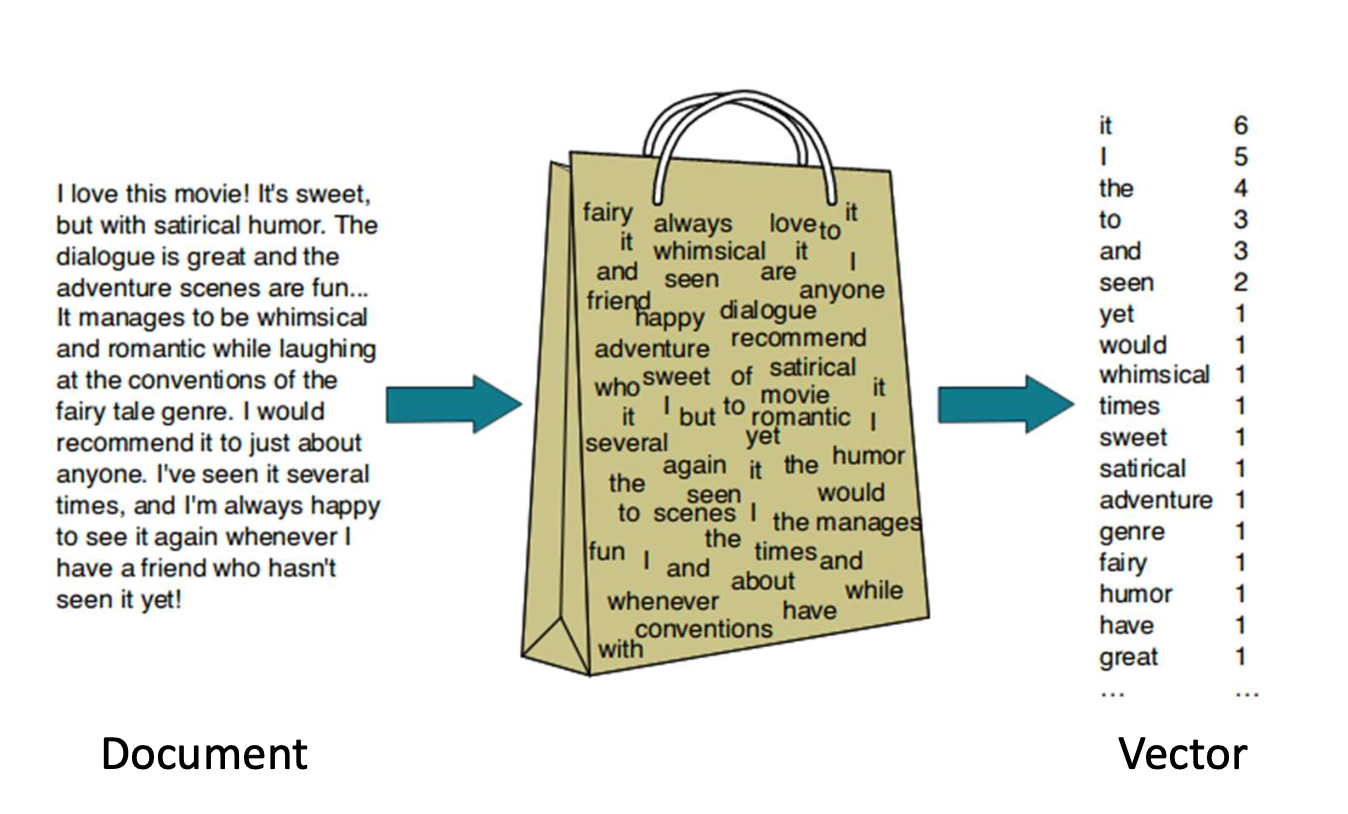 I love this movie! It's sweet,
but with satirical humor. The
dialogue is great and the
adventure scenes are fun...
It manages to be whimsical
and romantic while laughing
at the conventions of the
fairy tale genre. I would
recommend it to just about
anyone. I've seen it several
times, and I'm always happy
to see it again whenever I
have a friend who hasn't
seen it yet!
fairy always love to it
it whimsical it I
and seen are anyone
friend happy dialogue
adventure recommend
who sweet of satirical
it I but to movie it
romantic I
several yet
again it the humor
the seen would
to scenes I the manages
fun I and the times and
about while
whenever have
conventions
with
it 6
I 5
the 4
to 3
and 3
seen 2
yet 1
would 1
whimsical 1
times 1
sweet 1
satirical 1
adventure 1
genre 1
fairy 1
humor 1
have 1
great 1
... ...
Document
Vector